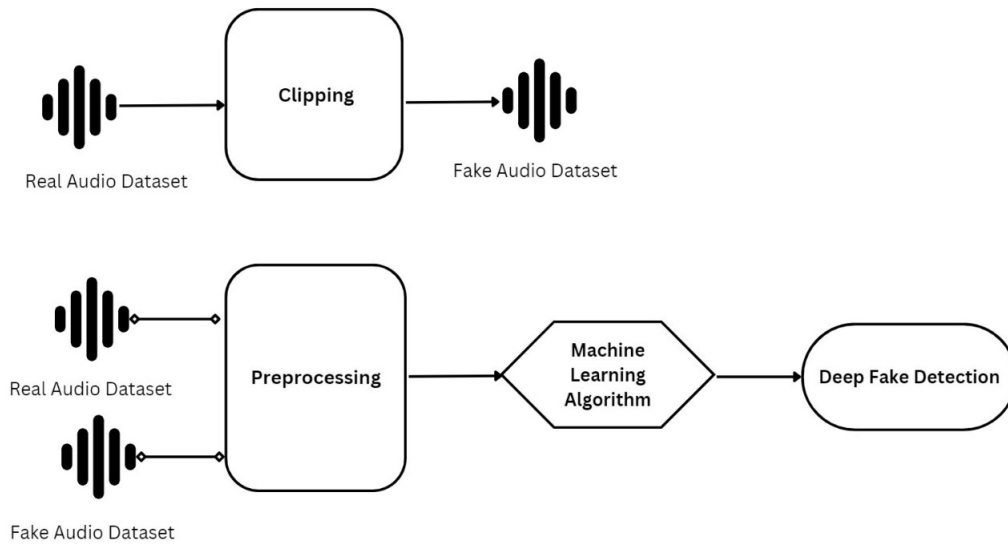 Clipping
Real Audio Dataset
Fake Audio Dataset
Real Audio Dataset
Fake Audio Dataset
Preprocessing
Machine
Learning
Algorithm
Deep Fake Detection